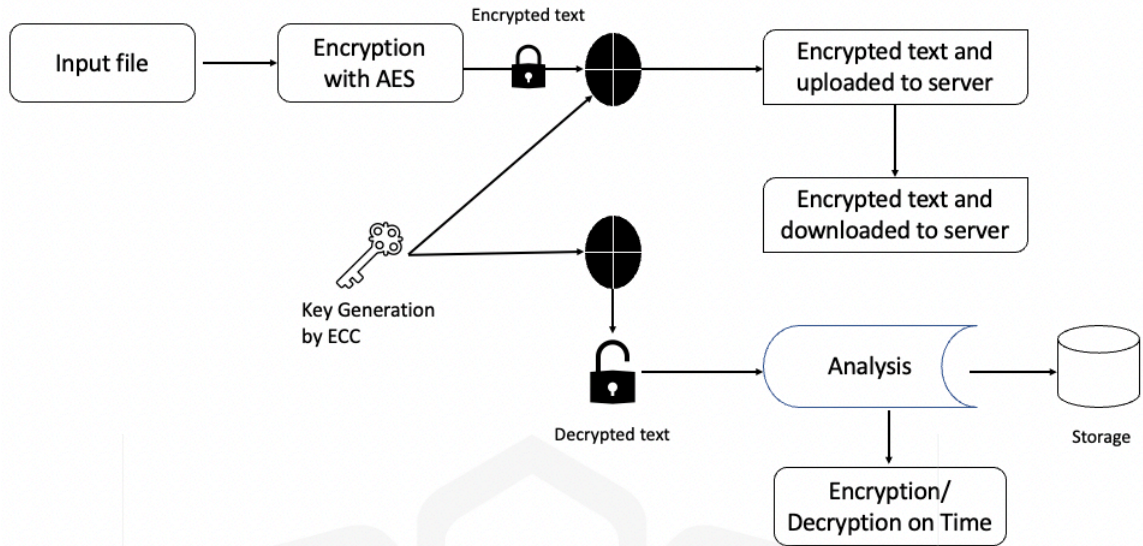 Encrypted text
Input file
Encryption
with AES
Encrypted text and
uploaded to server
Encrypted text and
downloaded to server
Key Generation
by ECC
Analysis
Decrypted text
Storage
Encryption/
Decryption on Time